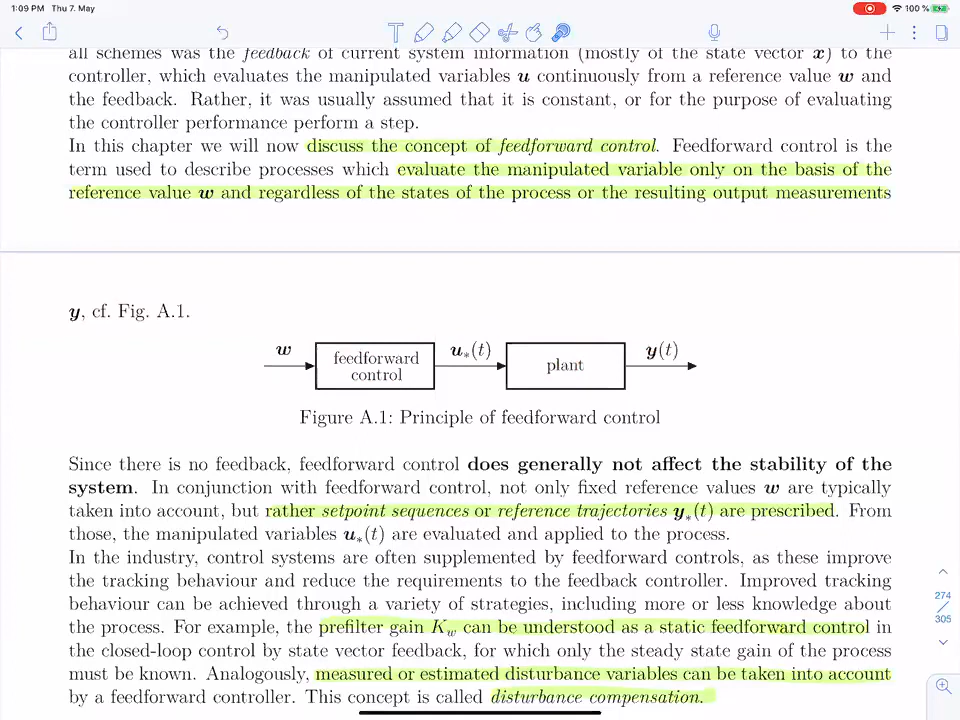 1:09 PM Thu 7. May
100 %
all schemes was the feedback of current system information (mostly of the state vector x) to the
controller, which evaluates the manipulated variables u continuously from a reference value w and
the feedback. Rather, it was usually assumed that it is constant, or for the purpose of evaluating
the controller performance perform a step.
In this chapter we will now discuss the concept of feedforward control. Feedforward control is the
term used to describe processes which evaluate the manipulated variable only on the basis of the
reference value w and regardless of the states of the process or the resulting output measurements
y, cf. Fig. A.1.
w
feedforward
control
u*(t)
plant
y(t)
Figure A.1: Principle of feedforward control
Since there is no feedback, feedforward control does generally not affect the stability of the
system. In conjunction with feedforward control, not only fixed reference values w are typically
taken into account, but rather setpoint sequences or reference trajectories y*(t) are prescribed. From
those, the manipulated variables u*(t) are evaluated and applied to the process.
In the industry, control systems are often supplemented by feedforward controls, as these improve
the tracking behaviour and reduce the requirements to the feedback controller. Improved tracking
behaviour can be achieved through a variety of strategies, including more or less knowledge about
the process. For example, the prefilter gain Kw can be understood as a static feedforward control in
the closed-loop control by state vector feedback, for which only the steady state gain of the process
must be known. Analogously, measured or estimated disturbance variables can be taken into account
by a feedforward controller. This concept is called disturbance compensation.
274
305